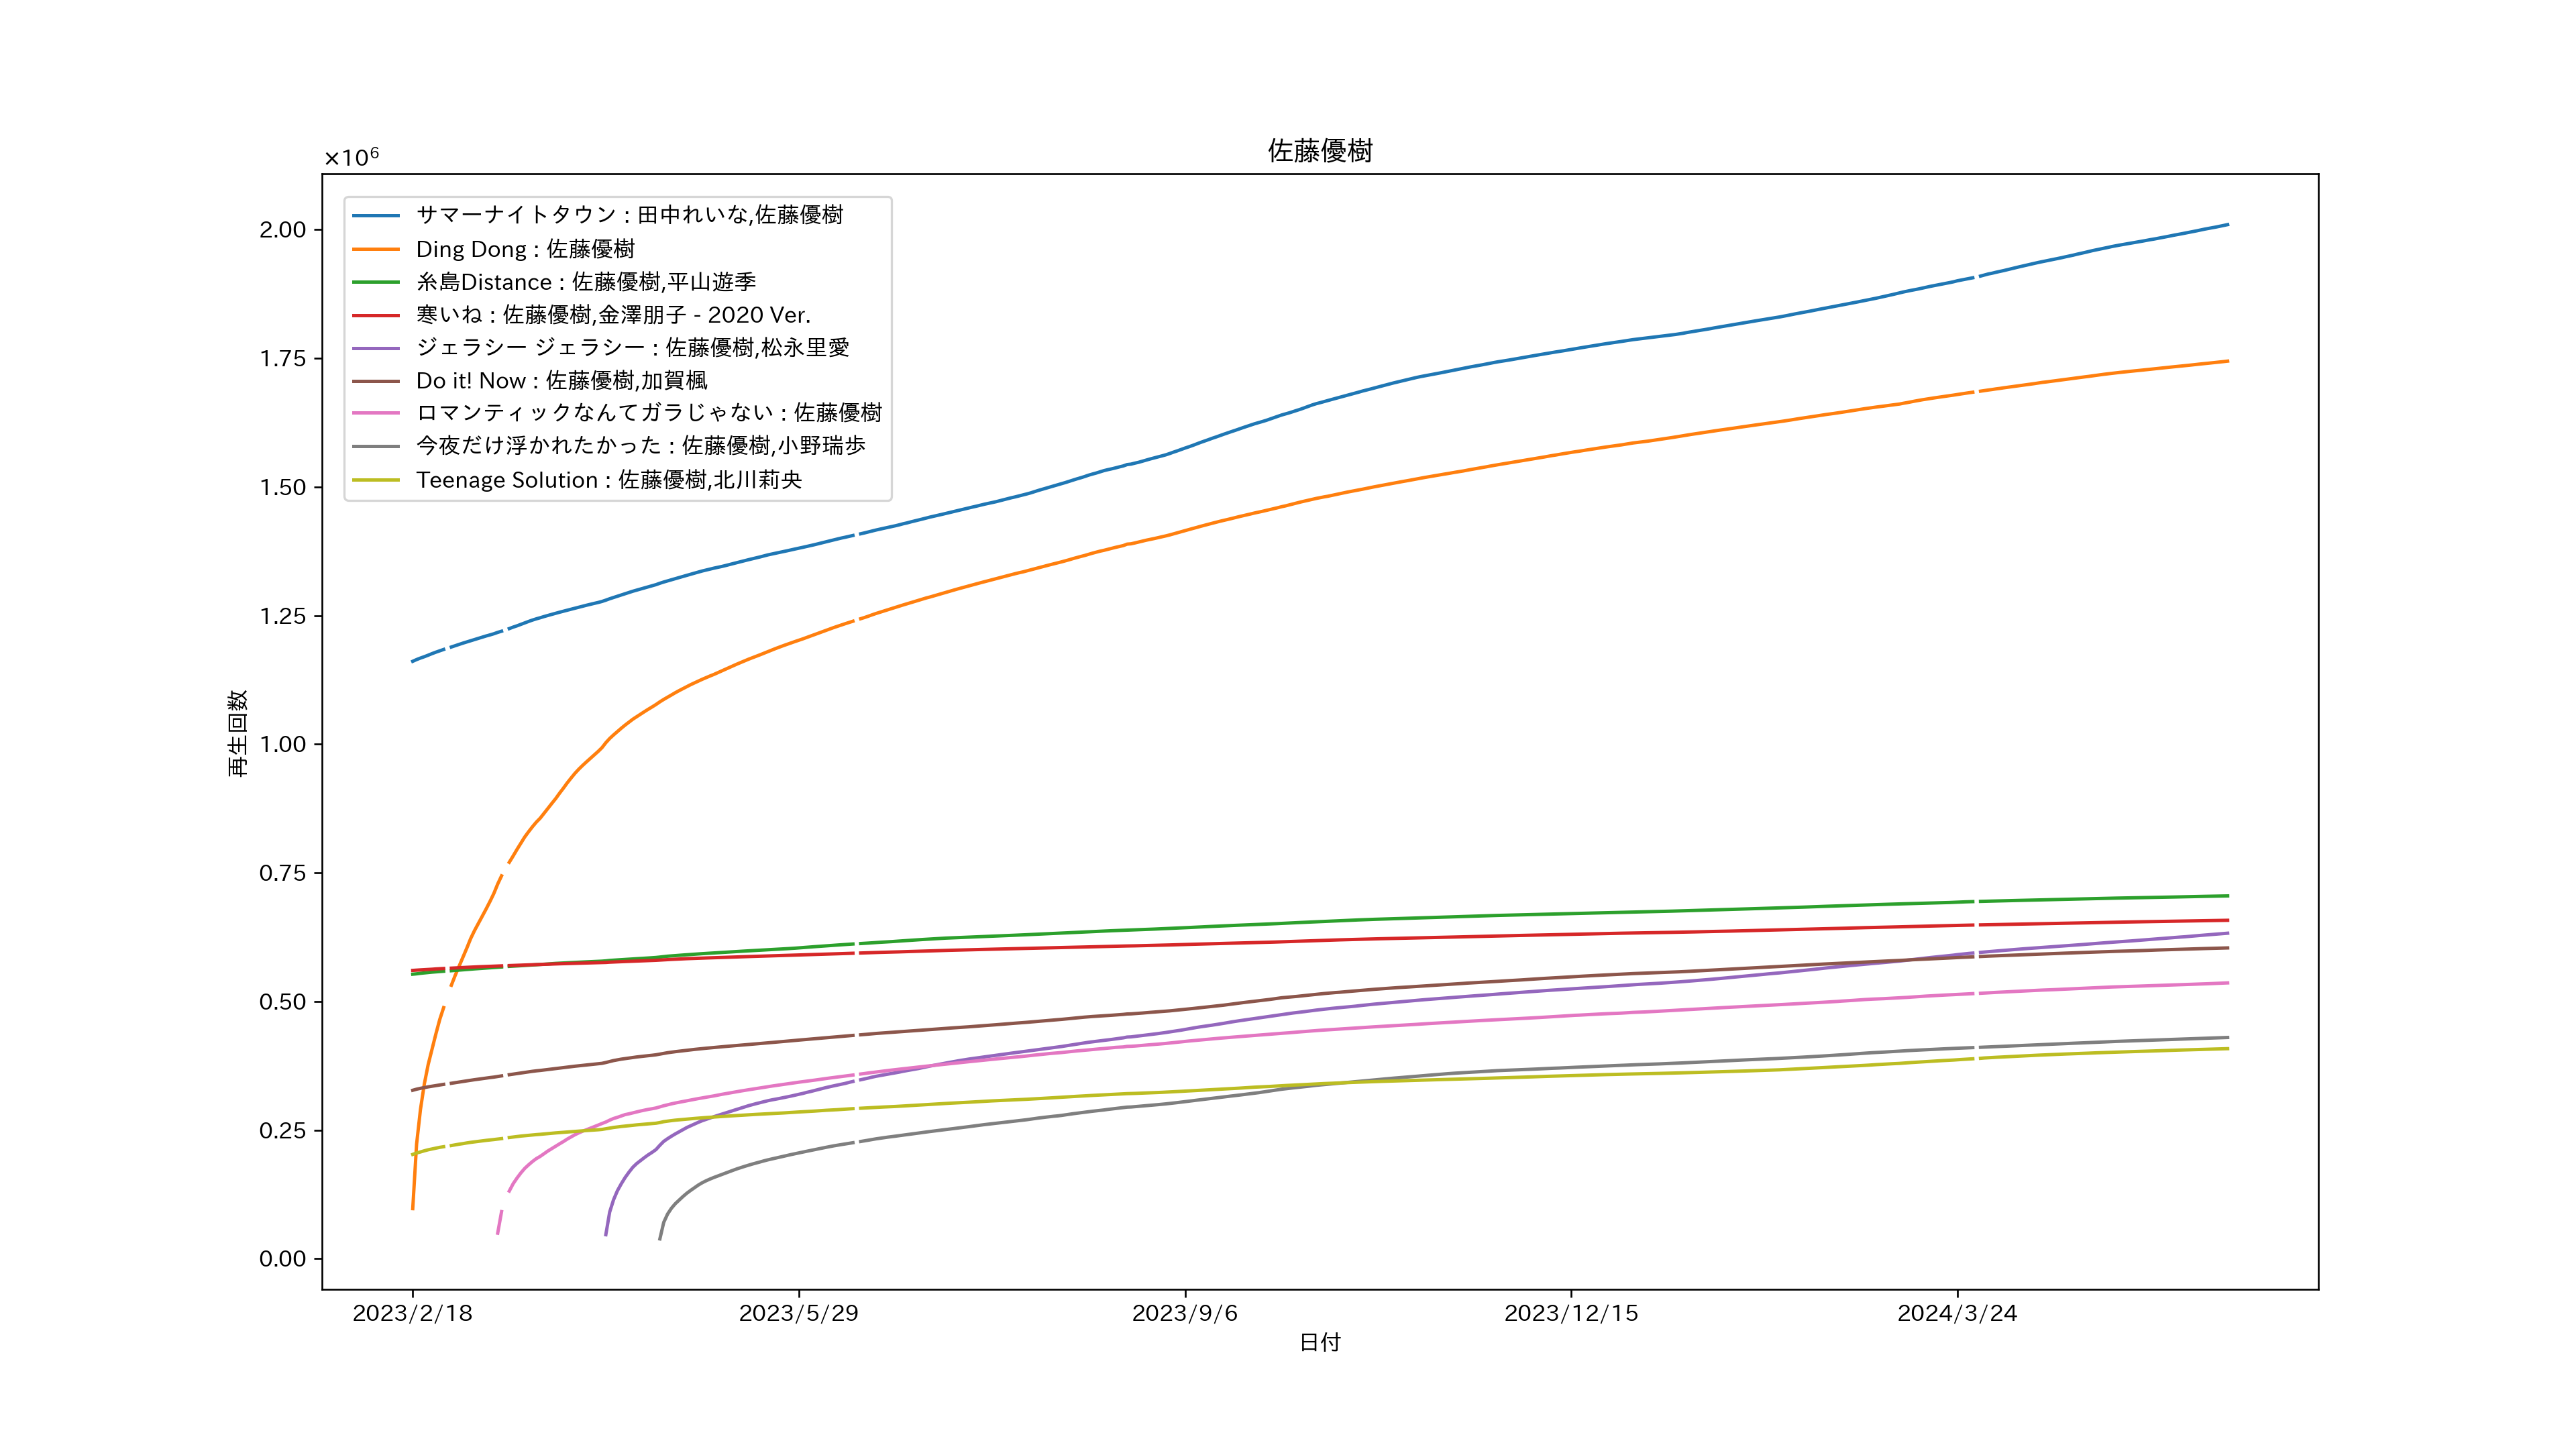 佐藤優樹
×10⁶
サマーナイトタウン : 田中れいな,佐藤優樹
Ding Dong : 佐藤優樹
糸島Distance : 佐藤優樹,平山遊季
寒いね : 佐藤優樹,金澤朋子 - 2020 Ver.
ジェラシー ジェラシー : 佐藤優樹,松永里愛
Do it! Now : 佐藤優樹,加賀楓
ロマンティックなんてガラじゃない : 佐藤優樹
今夜だけ浮かれたかった : 佐藤優樹,小野瑞歩
Teenage Solution : 佐藤優樹,北川莉央
2.00
1.75
1.50
1.25
1.00
0.75
0.50
0.25
0.00
再生回数
2023/2/18
2023/5/29
2023/9/6
2023/12/15
2024/3/24
日付